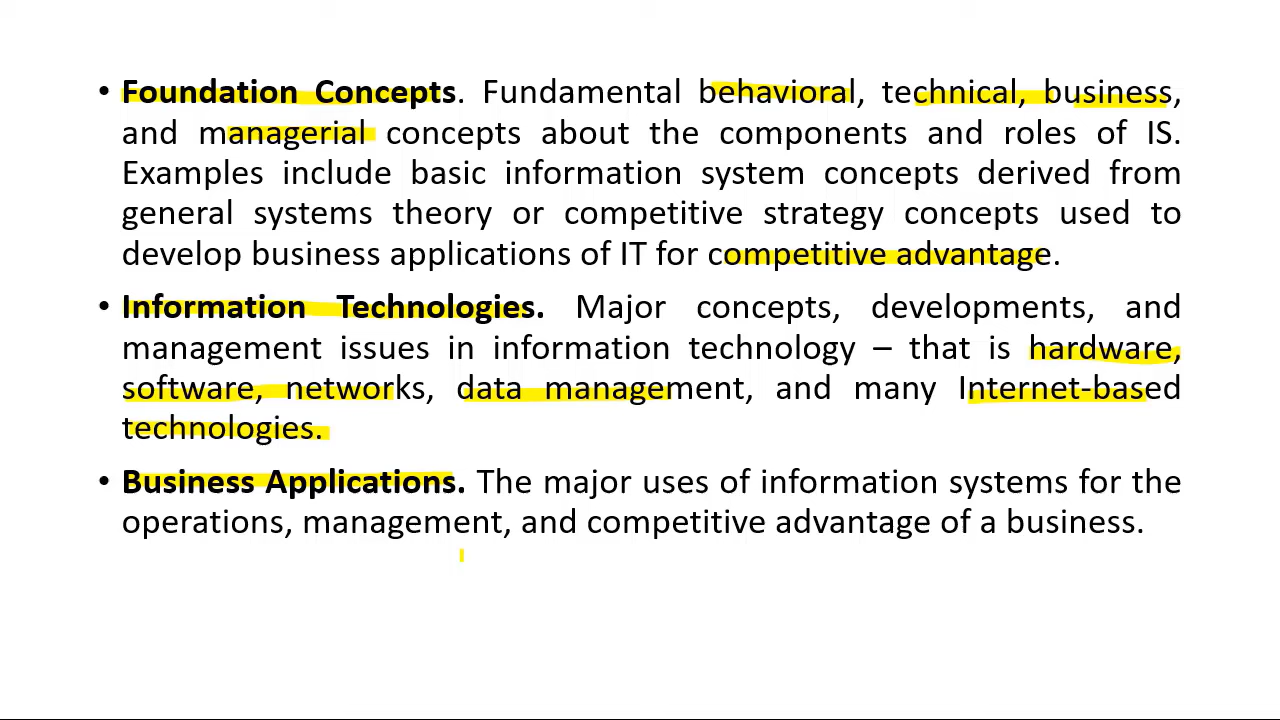 • Foundation Concepts. Fundamental behavioral, technical, business,
and managerial concepts about the components and roles of IS.
Examples include basic information system concepts derived from
general systems theory or competitive strategy concepts used to
develop business applications of IT for competitive advantage.
• Information Technologies. Major concepts, developments, and
management issues in information technology – that is hardware,
software, networks, data management, and many Internet-based
technologies.
• Business Applications. The major uses of information systems for the
operations, management, and competitive advantage of a business.